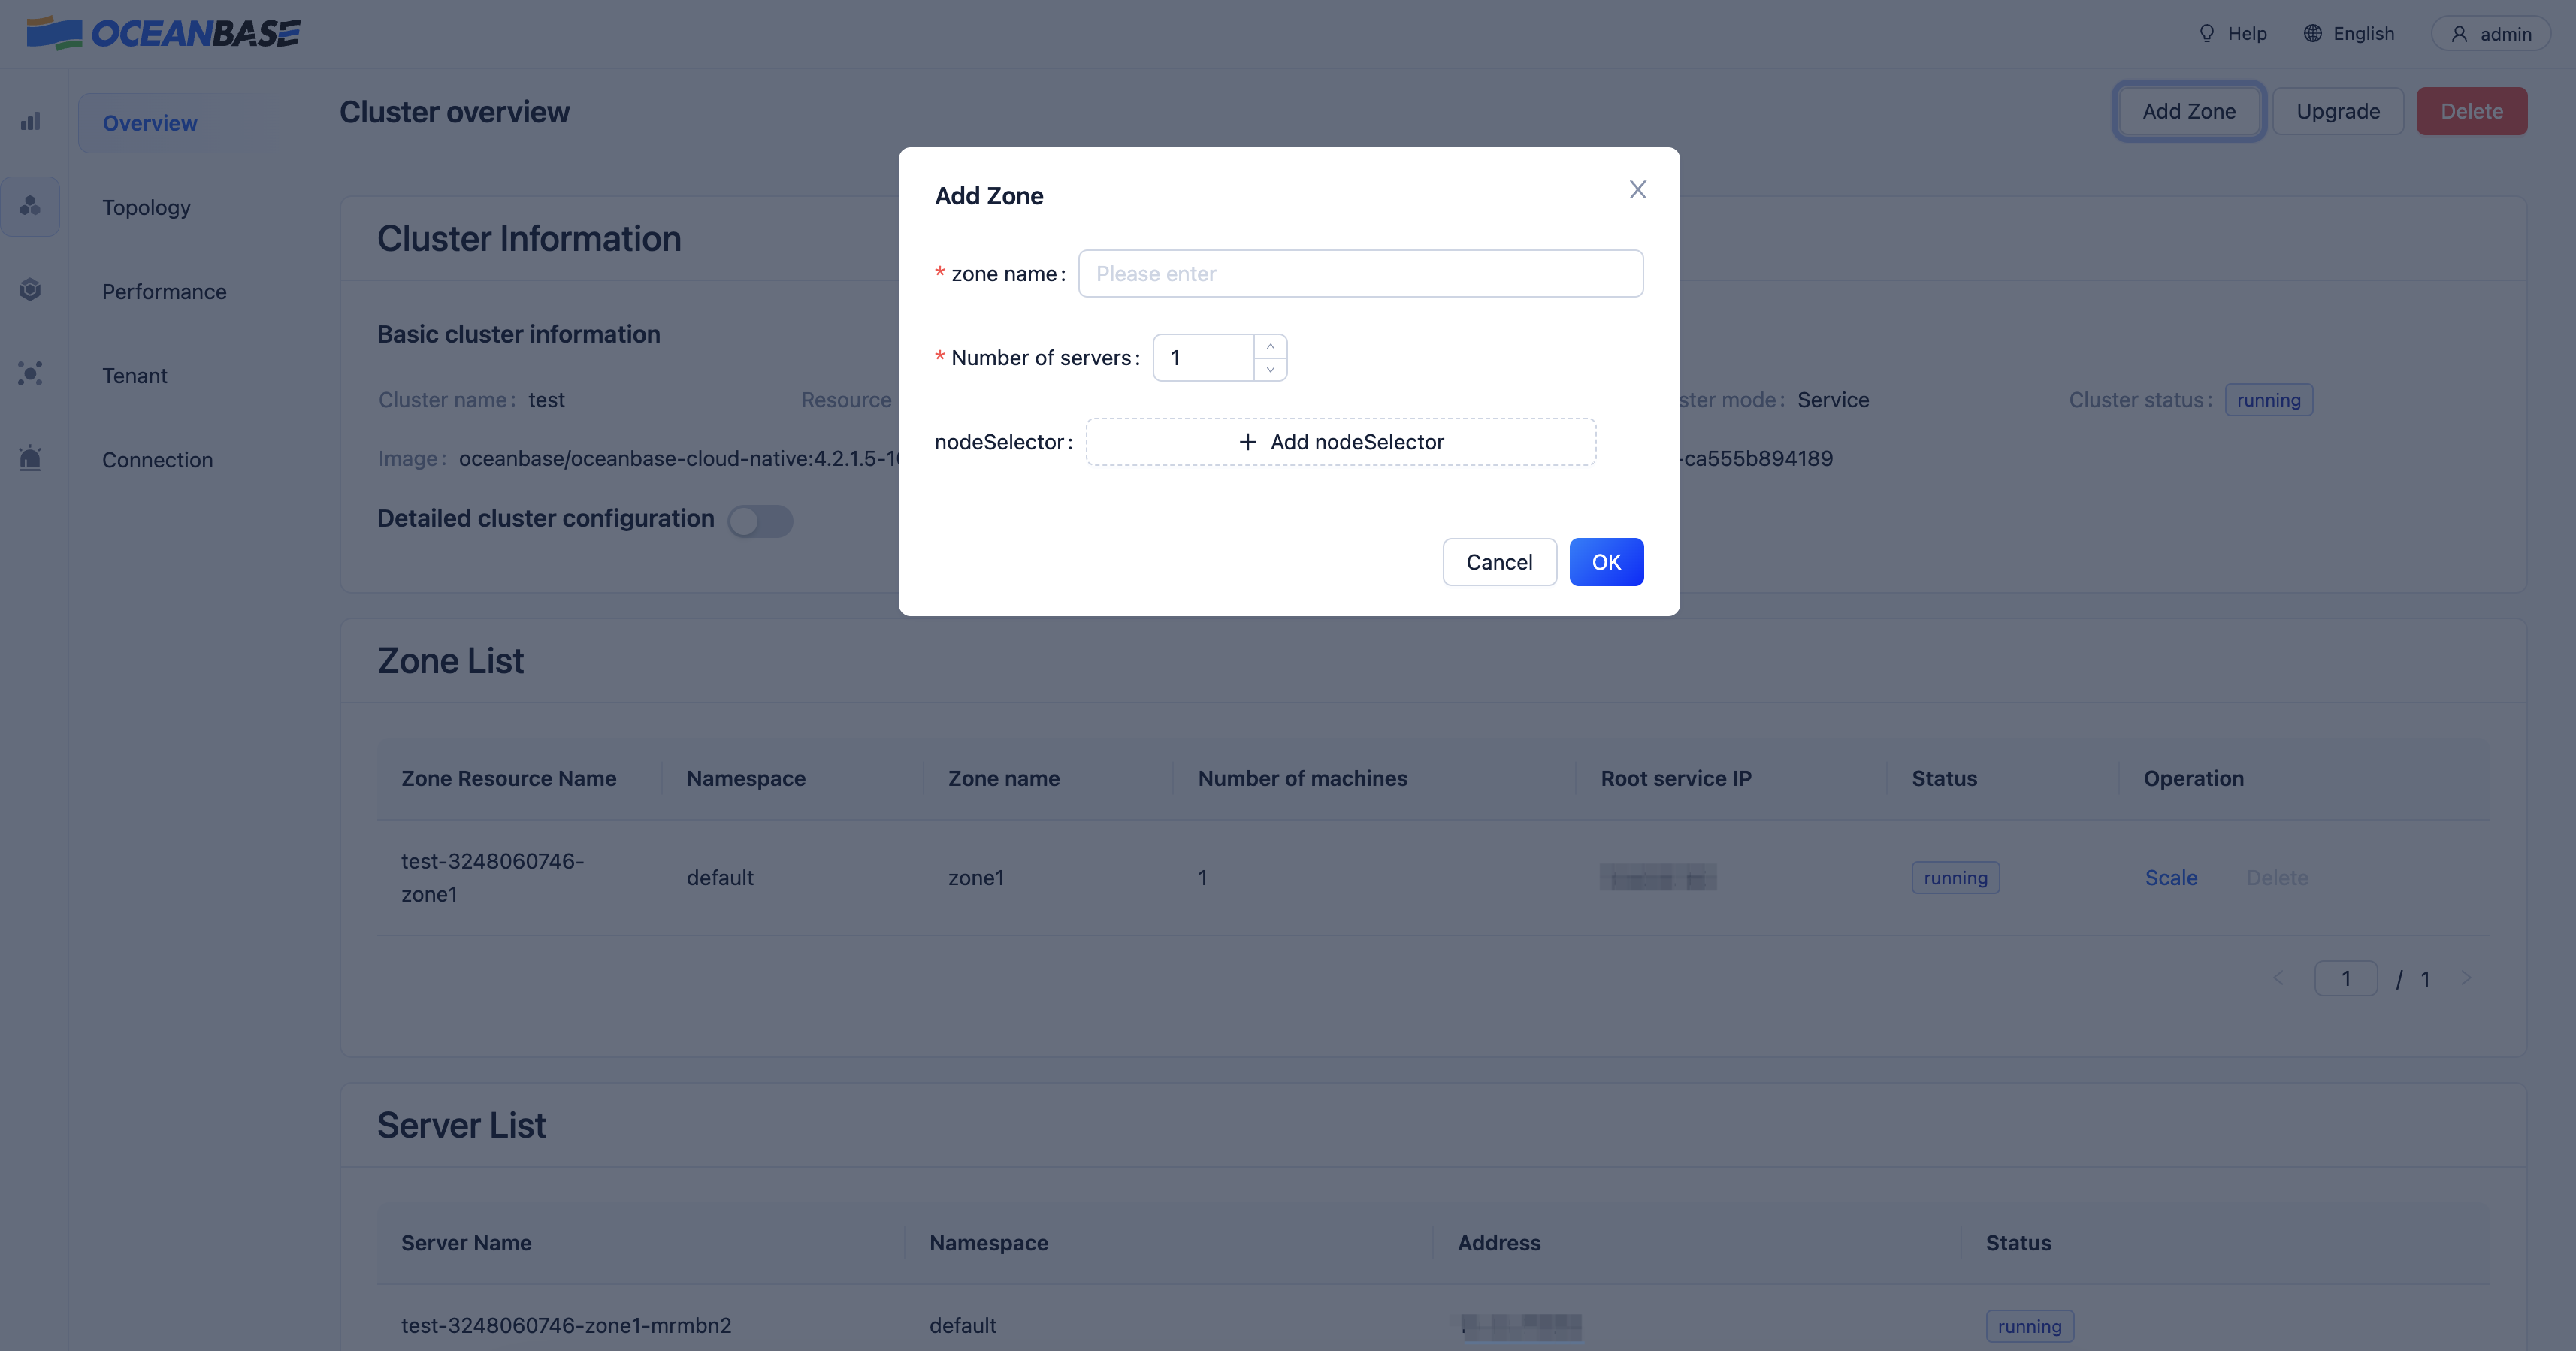 OCEANBASE
Help
English
admin
Overview
Topology
Performance
Tenant
Connection
Cluster overview
Add Zone
Upgrade
Delete
Cluster Information
Basic cluster information
Cluster name: test
Resource
ster mode: Service
Cluster status: running
Image: oceanbase/oceanbase-cloud-native:4.2.1.5-1
-ca555b894189
Detailed cluster configuration
Add Zone
* zone name: Please enter
* Number of servers: 1
nodeSelector: + Add nodeSelector
Cancel
OK
Zone List
Zone Resource Name
Namespace
Zone name
Number of machines
Root service IP
Status
Operation
test-3248060746-
zone1
default
zone1
1
running
Scale
Delete
< 1 / 1 >
Server List
Server Name
Namespace
Address
Status
test-3248060746-zone1-mrmbn2
default
running